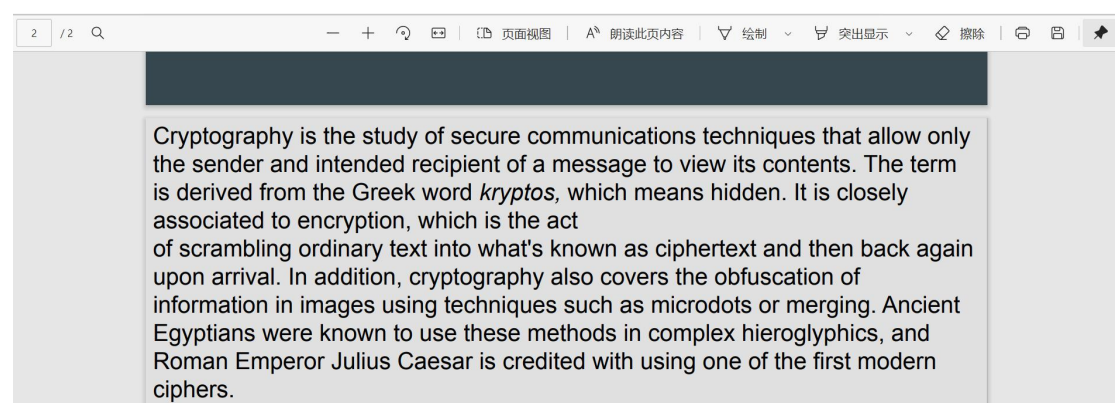 2 /2 页面视图 朗读此页内容 绘制 突出显示 擦除
Cryptography is the study of secure communications techniques that allow only
the sender and intended recipient of a message to view its contents. The term
is derived from the Greek word kryptos, which means hidden. It is closely
associated to encryption, which is the act
of scrambling ordinary text into what's known as ciphertext and then back again
upon arrival. In addition, cryptography also covers the obfuscation of
information in images using techniques such as microdots or merging. Ancient
Egyptians were known to use these methods in complex hieroglyphics, and
Roman Emperor Julius Caesar is credited with using one of the first modern
ciphers.